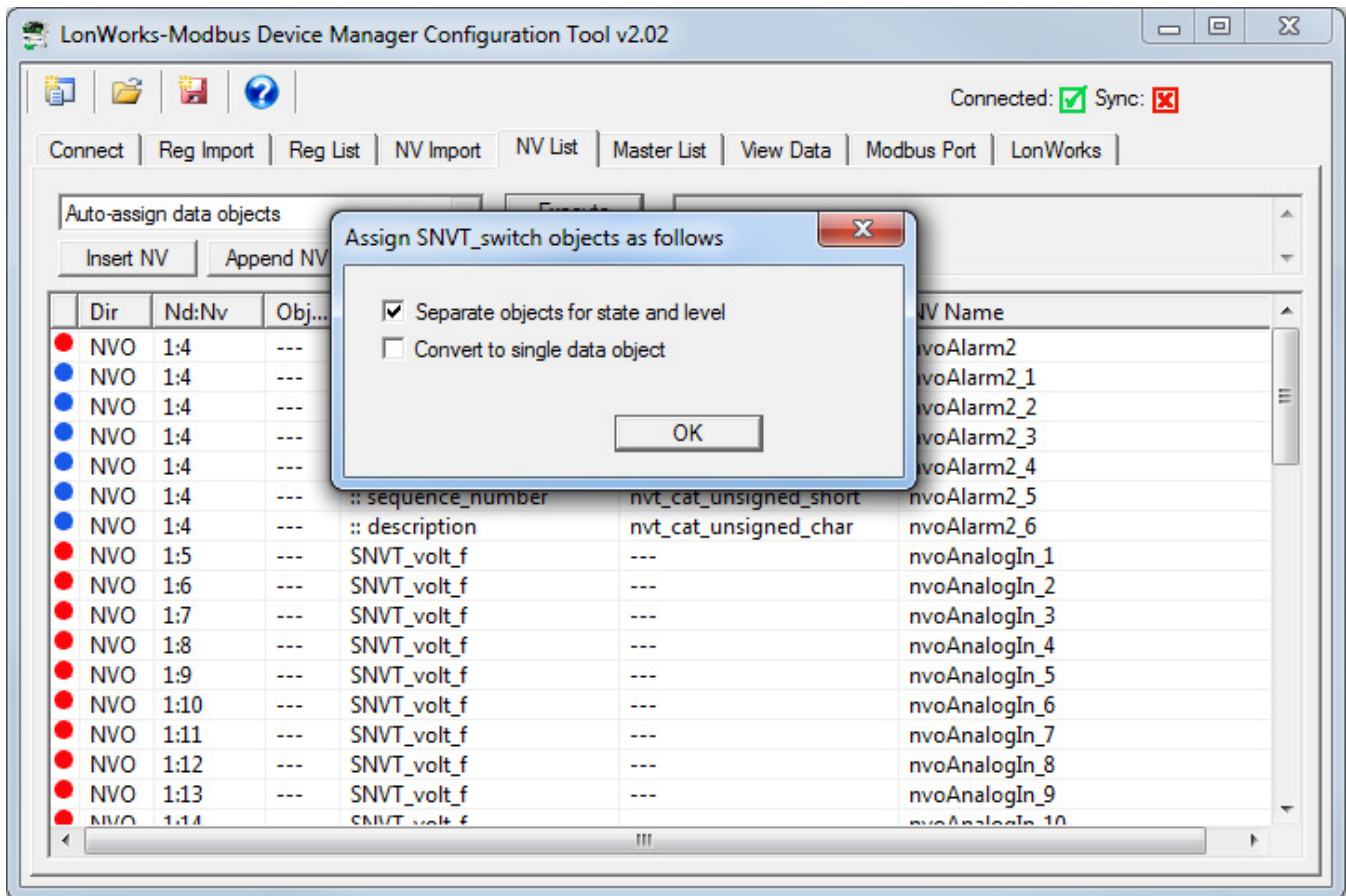 LonWorks-Modbus Device Manager Configuration Tool v2.02
Connected: Sync:
Connect Reg Import Reg List NV Import NV List Master List View Data Modbus Port LonWorks
Auto-assign data objects Execute
Insert NV Append NV
Assign SNVT_switch objects as follows
Separate objects for state and level
Convert to single data object
OK
Dir Nd:Nv Obj... NV Name
NVO 1:4 --- nvoAlarm2
NVO 1:4 --- nvoAlarm2_1
NVO 1:4 --- nvoAlarm2_2
NVO 1:4 --- nvoAlarm2_3
NVO 1:4 --- nvoAlarm2_4
NVO 1:4 --- :: sequence_number nvt_cat_unsigned_short nvoAlarm2_5
NVO 1:4 --- :: description nvt_cat_unsigned_char nvoAlarm2_6
NVO 1:5 --- SNVT_volt_f --- nvoAnalogIn_1
NVO 1:6 --- SNVT_volt_f --- nvoAnalogIn_2
NVO 1:7 --- SNVT_volt_f --- nvoAnalogIn_3
NVO 1:8 --- SNVT_volt_f --- nvoAnalogIn_4
NVO 1:9 --- SNVT_volt_f --- nvoAnalogIn_5
NVO 1:10 --- SNVT_volt_f --- nvoAnalogIn_6
NVO 1:11 --- SNVT_volt_f --- nvoAnalogIn_7
NVO 1:12 --- SNVT_volt_f --- nvoAnalogIn_8
NVO 1:13 --- SNVT_volt_f --- nvoAnalogIn_9
NVO 1:14 --- SNVT_volt_f --- nvoAnalogIn_10